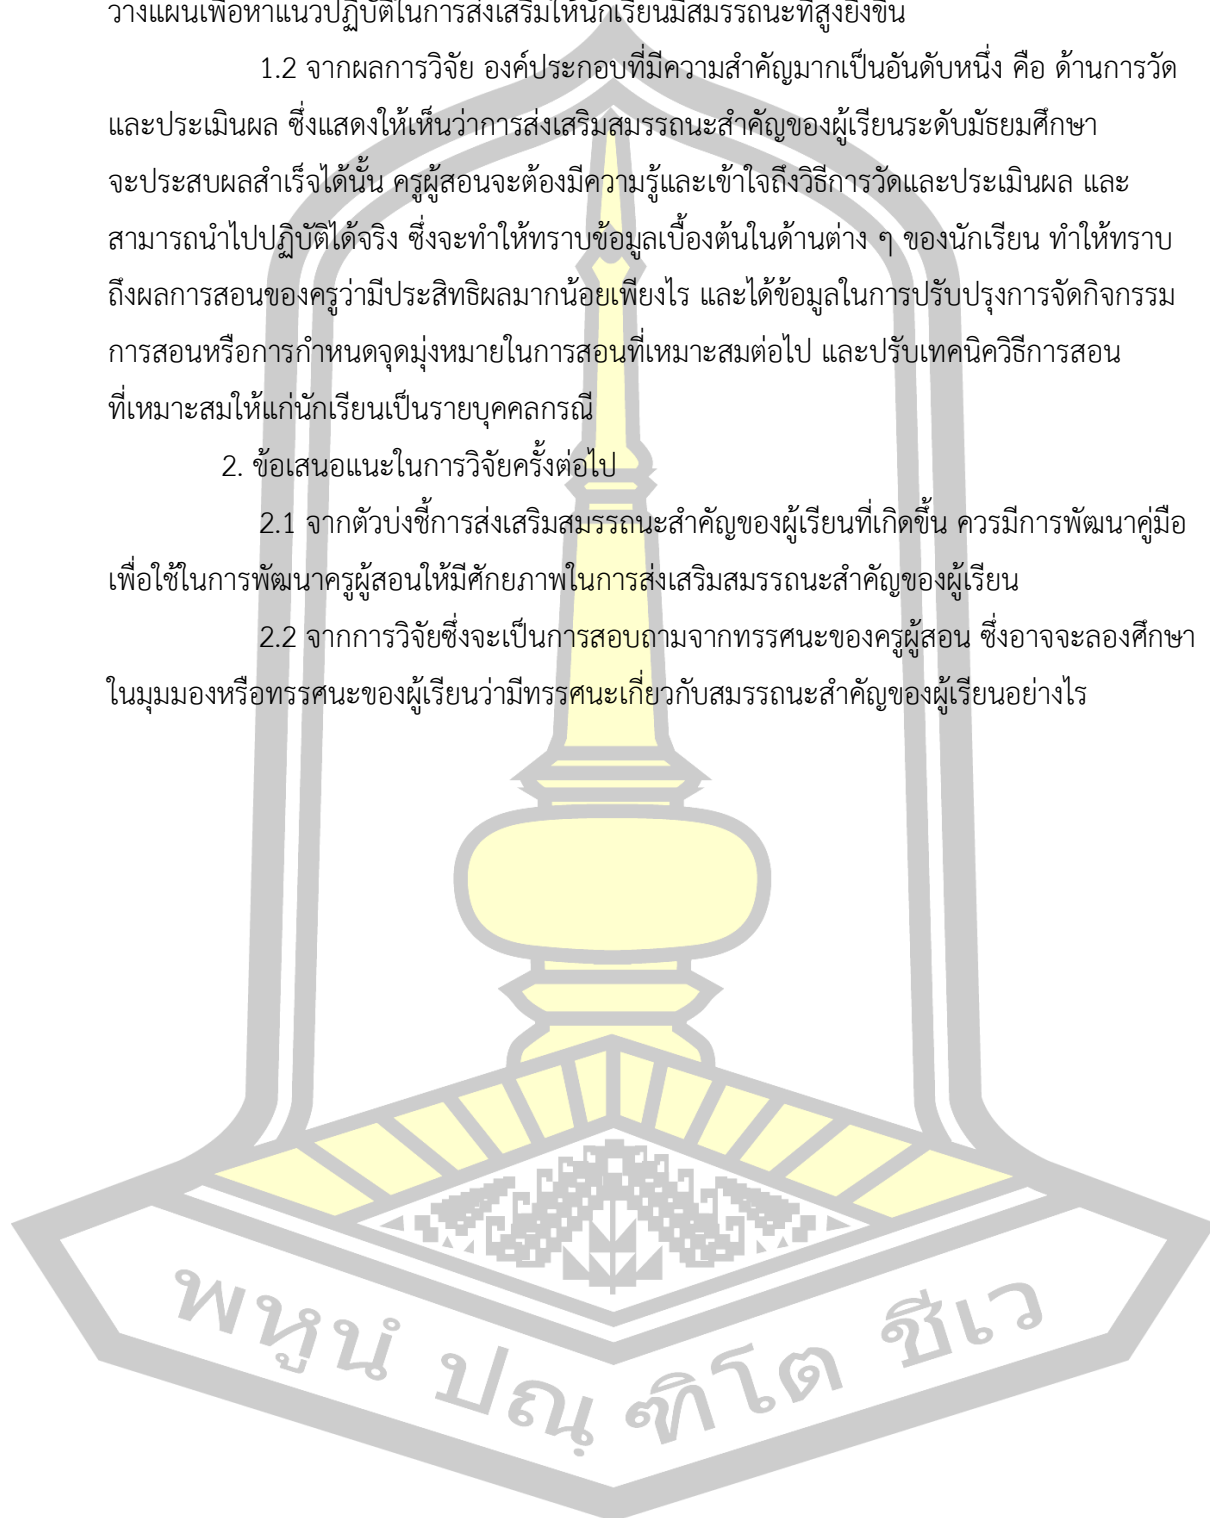 วางแผนเพื่อหาแนวปฏิบัติในการส่งเสริมให้นักเรียนมีสมรรถนะที่สูงยิ่งขึ้น
1.2 จากผลการวิจัย องค์ประกอบที่มีความสำคัญมากเป็นอันดับหนึ่ง คือ ด้านการวัด
และประเมินผล ซึ่งแสดงให้เห็นว่าการส่งเสริมสมรรถนะสำคัญของผู้เรียนระดับมัธยมศึกษา
จะประสบผลสำเร็จได้นั้น ครูผู้สอนจะต้องมีความรู้และเข้าใจถึงวิธีการวัดและประเมินผล และ
สามารถนำไปปฏิบัติได้จริง ซึ่งจะทำให้ทราบข้อมูลเบื้องต้นในด้านต่าง ๆ ของนักเรียน ทำให้ทราบ
ถึงผลการสอนของครูว่ามีประสิทธิผลมากน้อยเพียงไร และได้ข้อมูลในการปรับปรุงการจัดกิจกรรม
การสอนหรือการกำหนดจุดมุ่งหมายในการสอนที่เหมาะสมต่อไป และปรับเทคนิควิธีการสอน
ที่เหมาะสมให้แก่นักเรียนเป็นรายบุคคลกรณี
2. ข้อเสนอแนะในการวิจัยครั้งต่อไป
2.1 จากตัวบ่งชี้การส่งเสริมสมรรถนะสำคัญของผู้เรียนที่เกิดขึ้น ควรมีการพัฒนาคู่มือ
เพื่อใช้ในการพัฒนาครูผู้สอนให้มีศักยภาพในการส่งเสริมสมรรถนะสำคัญของผู้เรียน
2.2 จากการวิจัยซึ่งจะเป็นการสอบถามจากทรรศนะของครูผู้สอน ซึ่งอาจจะลองศึกษา
ในมุมมองหรือทรรศนะของผู้เรียนว่ามีทรรศนะเกี่ยวกับสมรรถนะสำคัญของผู้เรียนอย่างไร
พหูนํ ปณฺฑิโต ชีเว